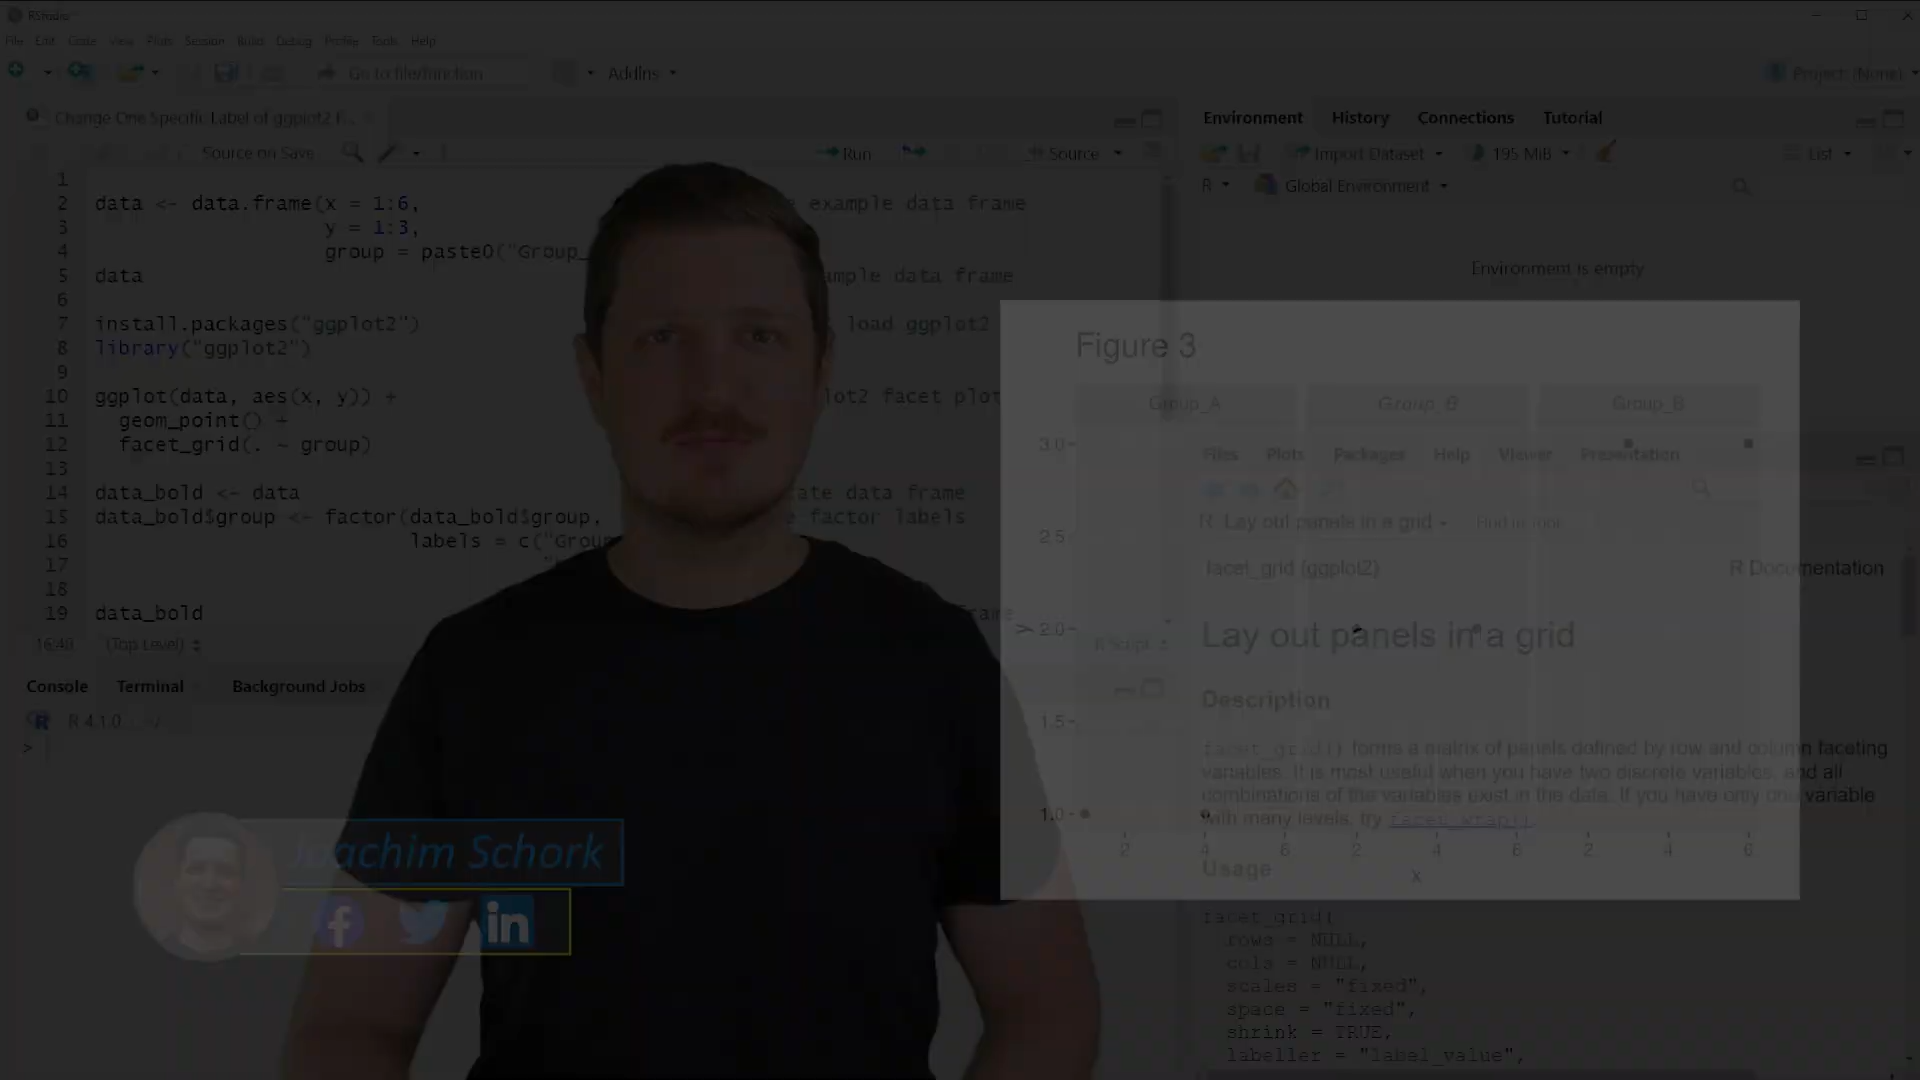 RStudio
File Edit Code View Plots Session Build Debug Profile Tools Help
Go to file/function
Addins
Project: (None)
Change One Specific Label of ggplot2 F...
Source on Save
Run
Source
1
2 data <- data.frame(x = 1:6, example data frame
3 y = 1:3,
4 group = paste0("Group_
5 data ample data frame
6
7 install.packages("ggplot2") load ggplot2
8 library("ggplot2")
9
10 ggplot(data, aes(x, y)) + lot2 facet plot
11 geom_point() +
12 facet_grid(. ~ group)
13
14 data_bold <- data ate data frame
15 data_bold$group <- factor(data_bold$group, factor labels
16 labels = c("Group
17
18
19 data_bold frame
16:40 (Top Level) R Script
Console Terminal Background Jobs
R 4.1.0
>
Environment History Connections Tutorial
Import Dataset 195 MiB List
R Global Environment
Environment is empty
Figure 3
Group_A Group_B Group_B
3.0
2.5
y 2.0
1.5
1.0
2 4 6 2 4 6 2 4 6
x
Files Plots Packages Help Viewer Presentation
R: Lay out panels in a grid Find in Topic
facet_grid {ggplot2} R Documentation
Lay out panels in a grid
Description
facet_grid() forms a matrix of panels defined by row and column faceting
variables. It is most useful when you have two discrete variables, and all
combinations of the variables exist in the data. If you have only one variable
with many levels, try facet_wrap().
Usage
facet_grid(
rows = NULL,
cols = NULL,
scales = "fixed",
space = "fixed",
shrink = TRUE,
labeller = "label_value",
Joachim Schork
f in